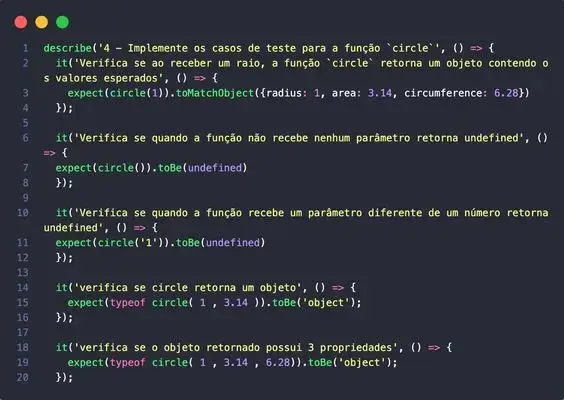 1 describe('4 - Implemente os casos de teste para a função `circle`', () => {
2 it('Verifica se ao receber um raio, a função `circle` retorna um objeto contendo o
s valores esperados', () => {
3 expect(circle(1)).toMatchObject({radius: 1, area: 3.14, circumference: 6.28})
4 });
5
6 it('Verifica se quando a função não recebe nenhum parâmetro retorna undefined', ()
=> {
7 expect(circle()).toBe(undefined)
8 });
9
10 it('Verifica se quando a função recebe um parâmetro diferente de um número retorna
undefined', () => {
11 expect(circle('1')).toBe(undefined)
12 });
13
14 it('verifica se circle retorna um objeto', () => {
15 expect(typeof circle( 1 , 3.14 )).toBe('object');
16 });
17
18 it('verifica se o objeto retornado possui 3 propriedades', () => {
19 expect(typeof circle( 1 , 3.14 , 6.28)).toBe('object');
20 });